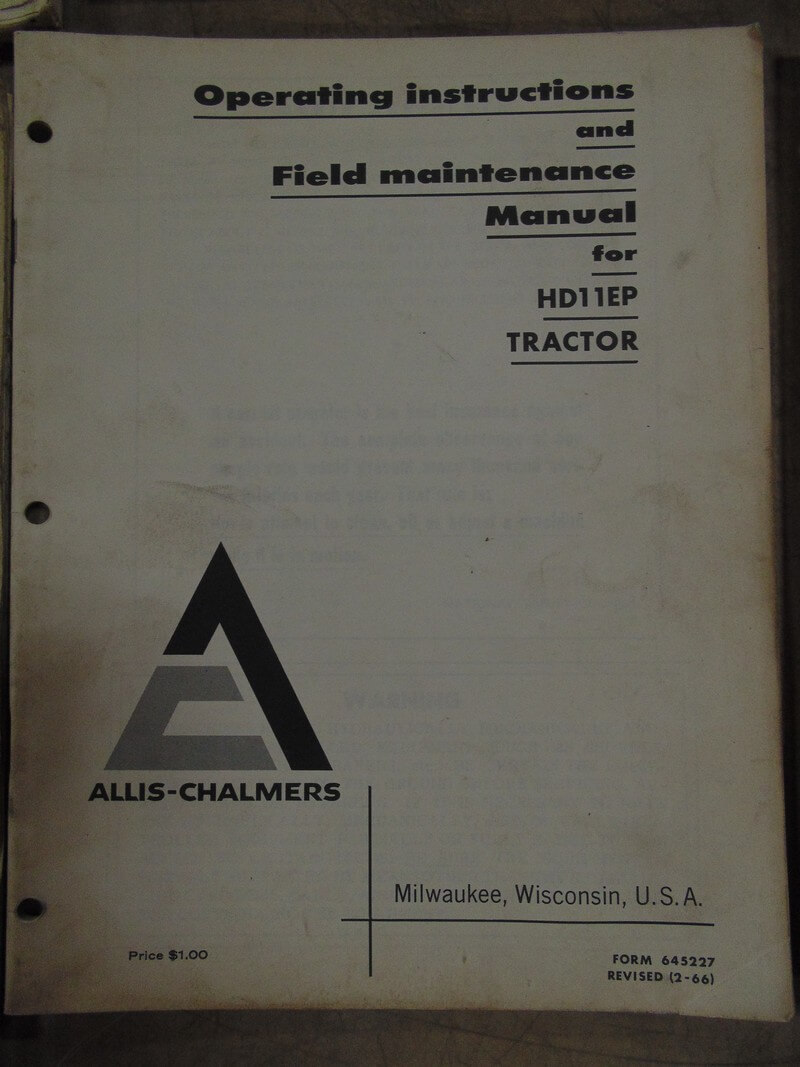 Operating instructions
and
Field maintenance
Manual
for
HD11EP
TRACTOR
ALLIS-CHALMERS
Milwaukee, Wisconsin, U.S.A.
Price $1.00
FORM 645227
REVISED (2-66)